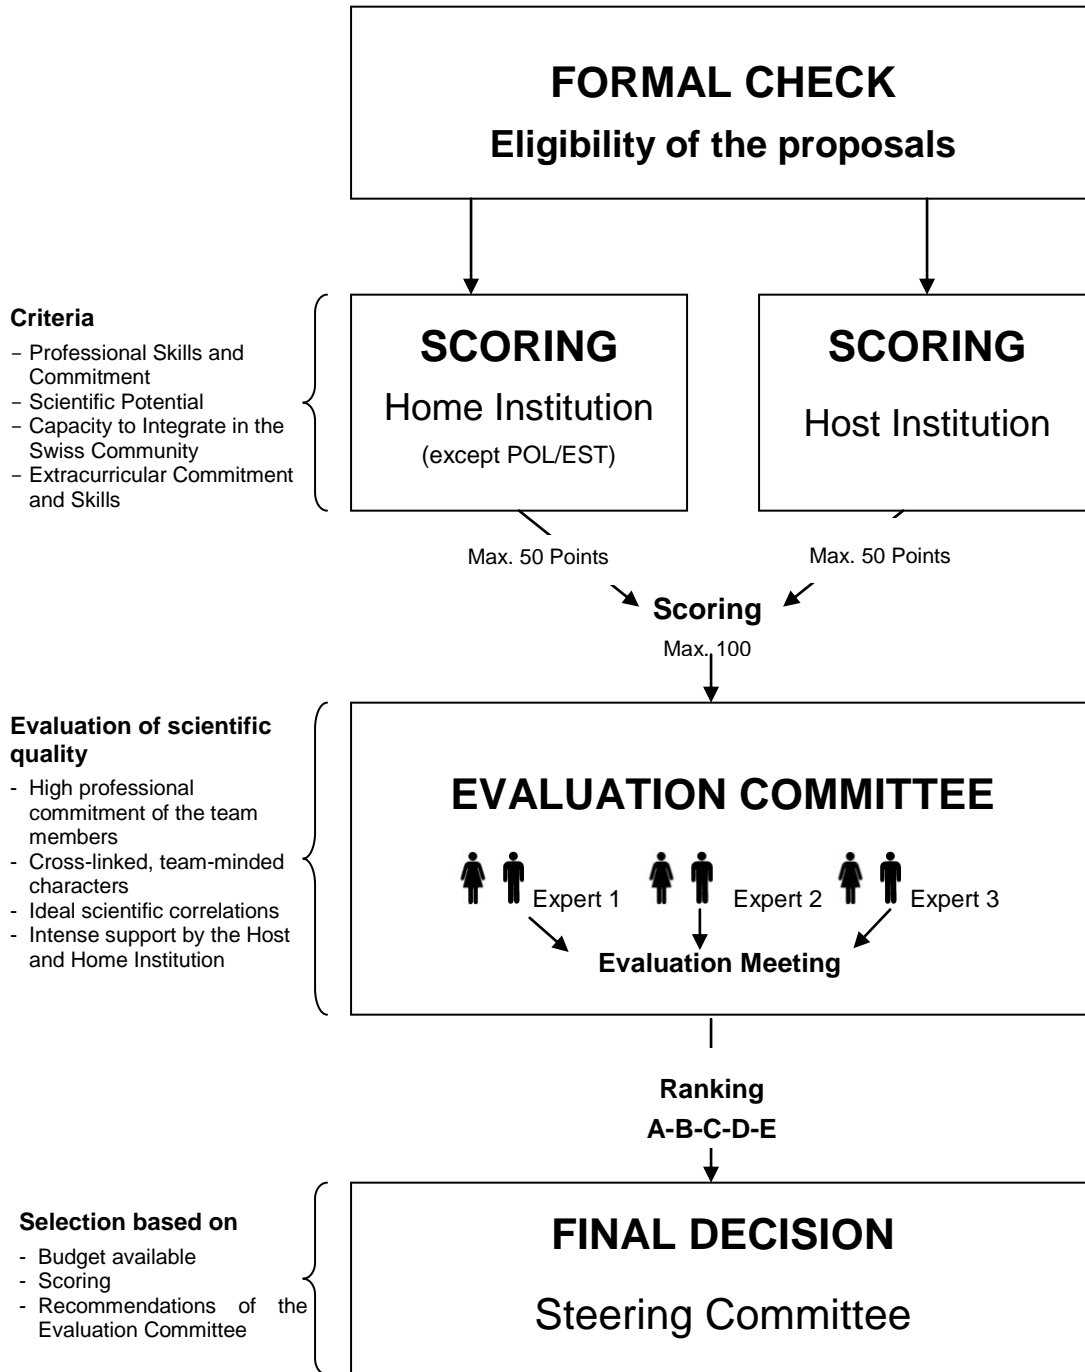 FORMAL CHECK
Eligibility of the proposals
Criteria
– Professional Skills and
Commitment
– Scientific Potential
– Capacity to Integrate in the
Swiss Community
– Extracurricular Commitment
and Skills
SCORING
Home Institution
(except POL/EST)
SCORING
Host Institution
Max. 50 Points
Max. 50 Points
Scoring
Max. 100
Evaluation of scientific
quality
- High professional
commitment of the team
members
- Cross-linked, team-minded
characters
- Ideal scientific correlations
- Intense support by the Host
and Home Institution
EVALUATION COMMITTEE
Expert 1
Expert 2
Expert 3
Evaluation Meeting
Ranking
A-B-C-D-E
Selection based on
- Budget available
- Scoring
- Recommendations of the
Evaluation Committee
FINAL DECISION
Steering Committee